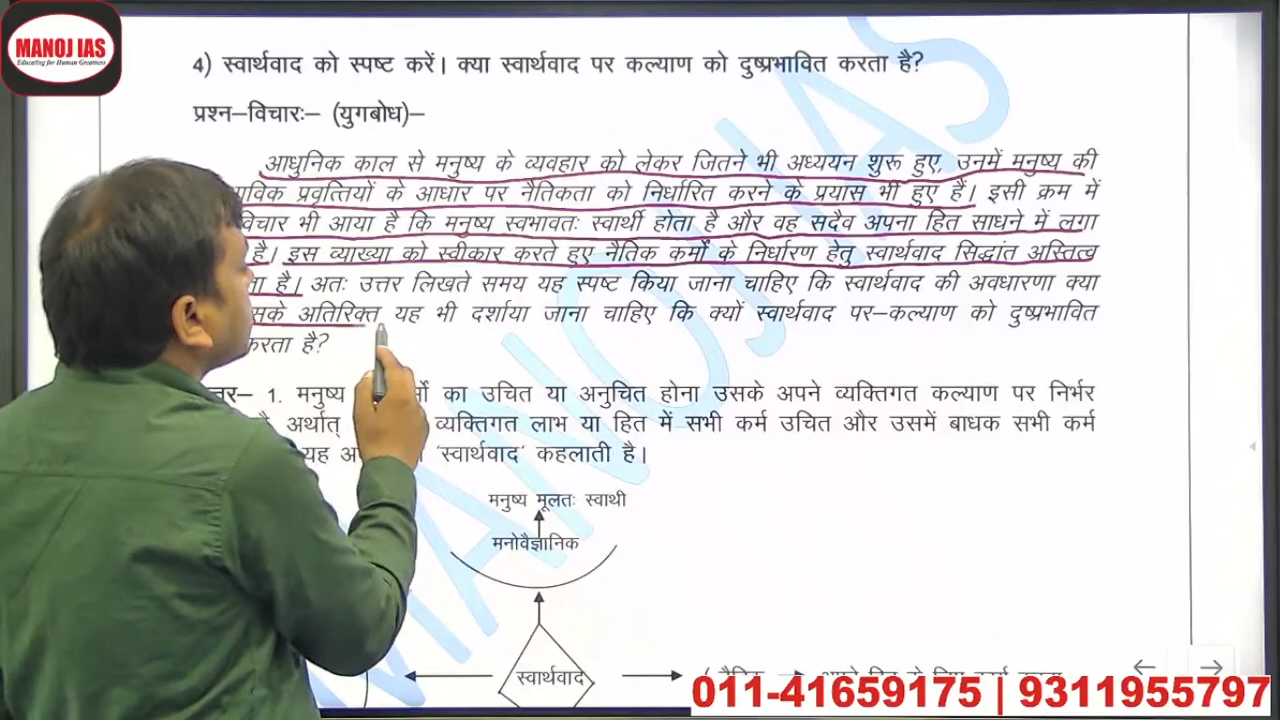 MANOJ IAS
Educating for Human Greatness
4) स्वार्थवाद को स्पष्ट करें। क्या स्वार्थवाद पर कल्याण को दुष्प्रभावित करता है?
प्रश्न–विचारः– (युगबोध)–
आधुनिक काल से मनुष्य के व्यवहार को लेकर जितने भी अध्ययन शुरू हुए, उनमें मनुष्य की
प्रवृत्तियों के आधार पर नैतिकता को निर्धारित करने के प्रयास भी हुए हैं। इसी क्रम में
विचार भी आया है कि मनुष्य स्वभावतः स्वार्थी होता है और वह सदैव अपना हित साधने में लगा
है। इस व्याख्या को स्वीकार करते हुए नैतिक कर्मों के निर्धारण हेतु स्वार्थवाद सिद्धांत अस्तित्व
है। अतः उत्तर लिखते समय यह स्पष्ट किया जाना चाहिए कि स्वार्थवाद की अवधारणा क्या
अतिरिक्त यह भी दर्शाया जाना चाहिए कि क्यों स्वार्थवाद पर–कल्याण को दुष्प्रभावित
करता है?
1. मनुष्य का उचित या अनुचित होना उसके अपने व्यक्तिगत कल्याण पर निर्भर
अर्थात् व्यक्तिगत लाभ या हित में सभी कर्म उचित और उसमें बाधक सभी कर्म
यह 'स्वार्थवाद' कहलाती है।
मनुष्य मूलतः स्वाथी
मनोवैज्ञानिक
स्वार्थवाद
MANOJ IAS
011-41659175 | 9311955797